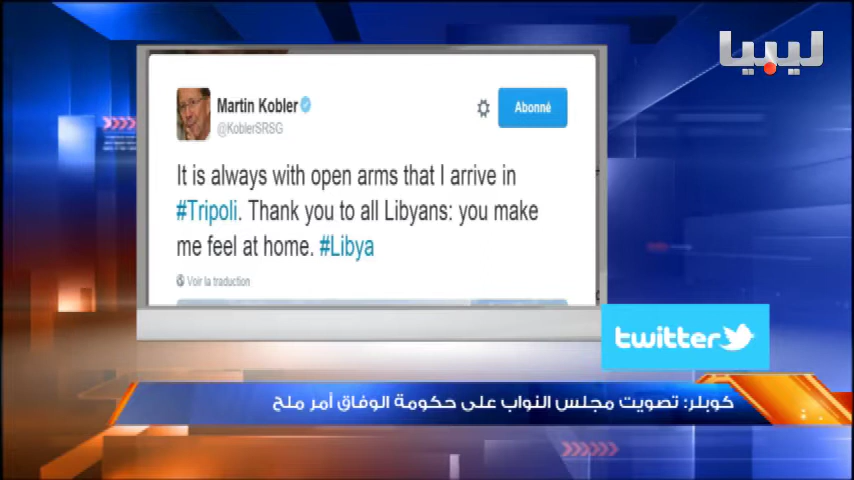 ليبيا
Martin Kobler
@KoblerSRSG
Abonné
It is always with open arms that I arrive in
#Tripoli. Thank you to all Libyans: you make
me feel at home. #Libya
Voir la traduction
twitter
كوبلر: تصويت مجلس النواب على حكومة الوفاق أمر ملح